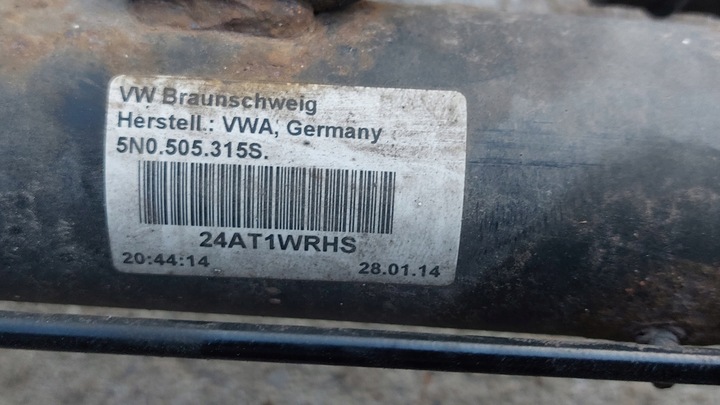 VW Braunschweig
Herstell.: VWA, Germany
5N0.505.315S.
24AT1WRHS
20:44:14 28.01.14